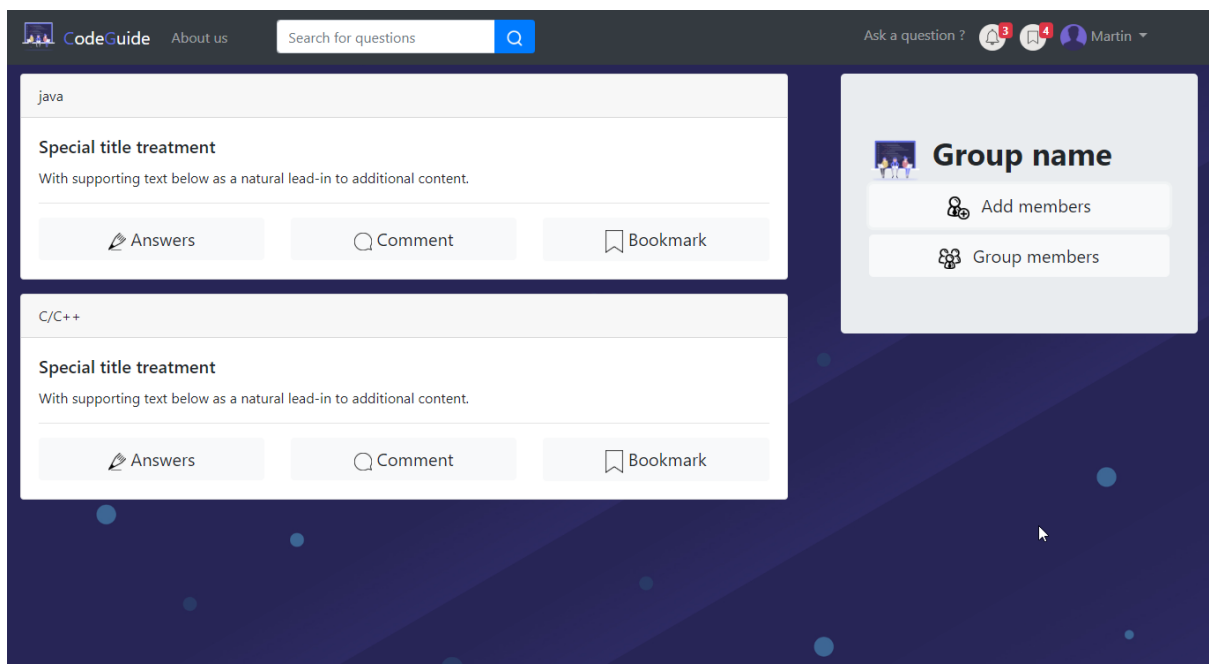 CodeGuide About us Search for questions Ask a question ? 3 4 Martin
java
Special title treatment
With supporting text below as a natural lead-in to additional content.
Answers Comment Bookmark
C/C++
Special title treatment
With supporting text below as a natural lead-in to additional content.
Answers Comment Bookmark
Group name
Add members
Group members